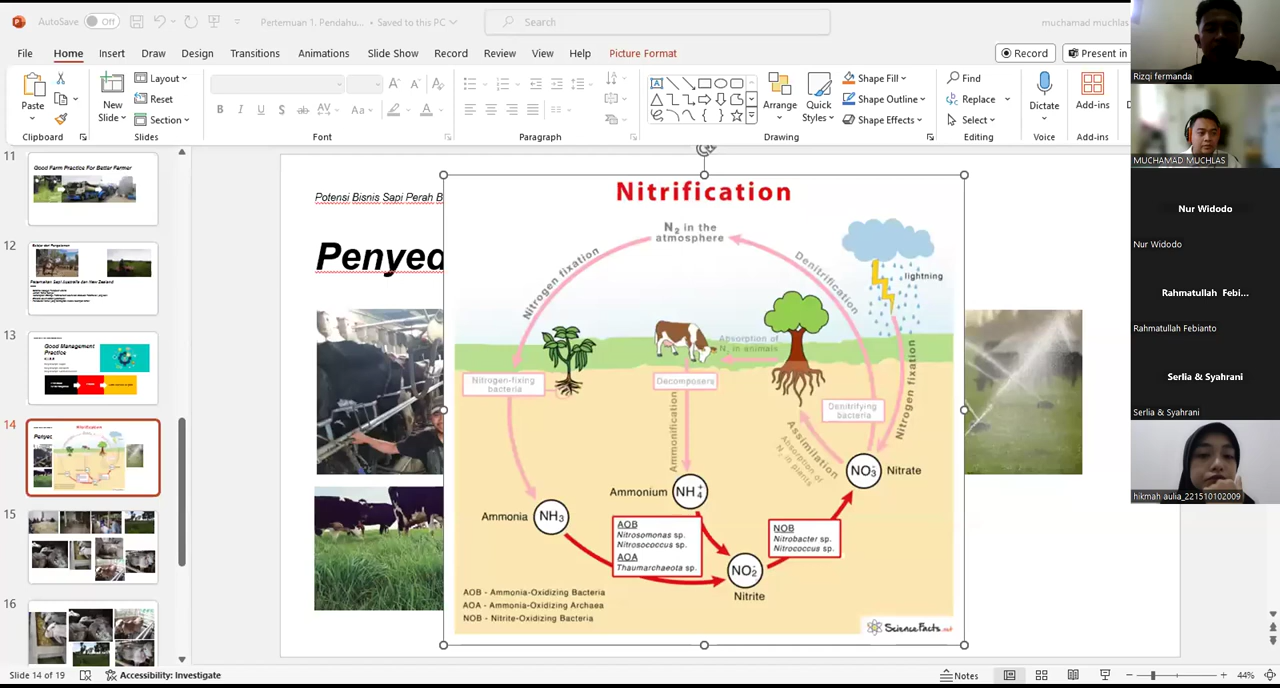 AutoSave Off
Pertemuan 1. Pendahu... • Saved to this PC
Search
muchamad muchlas
File Home Insert Draw Design Transitions Animations Slide Show Record Review View Help Picture Format
Record
Present in
Paste
Clipboard
New Slide
Layout
Reset
Section
Slides
B I U S ab AV Aa A
Font
Paragraph
Arrange
Quick Styles
Shape Fill
Shape Outline
Shape Effects
Drawing
Find
Replace
Select
Editing
Dictate
Voice
Add-ins
Add-ins
11
Good Farm Practice For Better Farmer
12
13
Good Management Practice
14
15
16
Potensi Bisnis Sapi Perah B
Penyed
Nitrification
N2 in the
atmosphere
Nitrogen fixation
Denitrification
lightning
Absorption of
N2 in animals
Nitrogen-fixing
bacteria
Decomposers
Denitrifying
bacteria
Nitrogen fixation
Ammonification
Assimilation
Absorption of
N2 in plants
NO3- Nitrate
Ammonium NH4+
Ammonia NH3
AOB
Nitrosomonas sp.
Nitrosococcus sp.
AOA
Thaumarchaeota sp.
NOB
Nitrobacter sp.
Nitrococcus sp.
NO2-
Nitrite
AOB - Ammonia-Oxidizing Bacteria
AOA - Ammonia-Oxidizing Archaea
NOB - Nitrite-Oxidizing Bacteria
ScienceFacts.net
Rizqi fermanda
MUCHAMAD MUCHLAS
Nur Widodo
Nur Widodo
Rahmatullah Febi...
Rahmatullah Febianto
Serlia & Syahrani
Serlia & Syahrani
hikmah aulia_221510102009
Slide 14 of 19
Accessibility: Investigate
Notes
44%